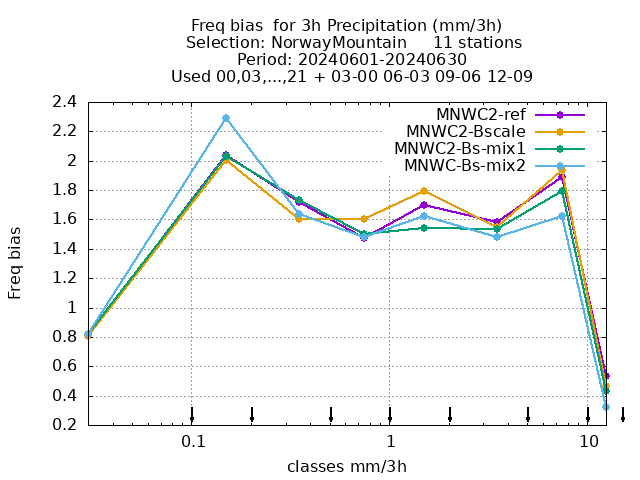 Freq bias  for 3h Precipitation (mm/3h)
Selection: NorwayMountain     11 stations
Period: 20240601-20240630
Used 00,03,...,21 + 03-00 06-03 09-06 12-09
MNWC2-ref
MNWC2-Bscale
MNWC2-Bs-mix1
MNWC-Bs-mix2
2.4
2.2
2
1.8
1.6
1.4
1.2
1
0.8
0.6
0.4
0.2
Freq bias
0.1 1 10
classes mm/3h